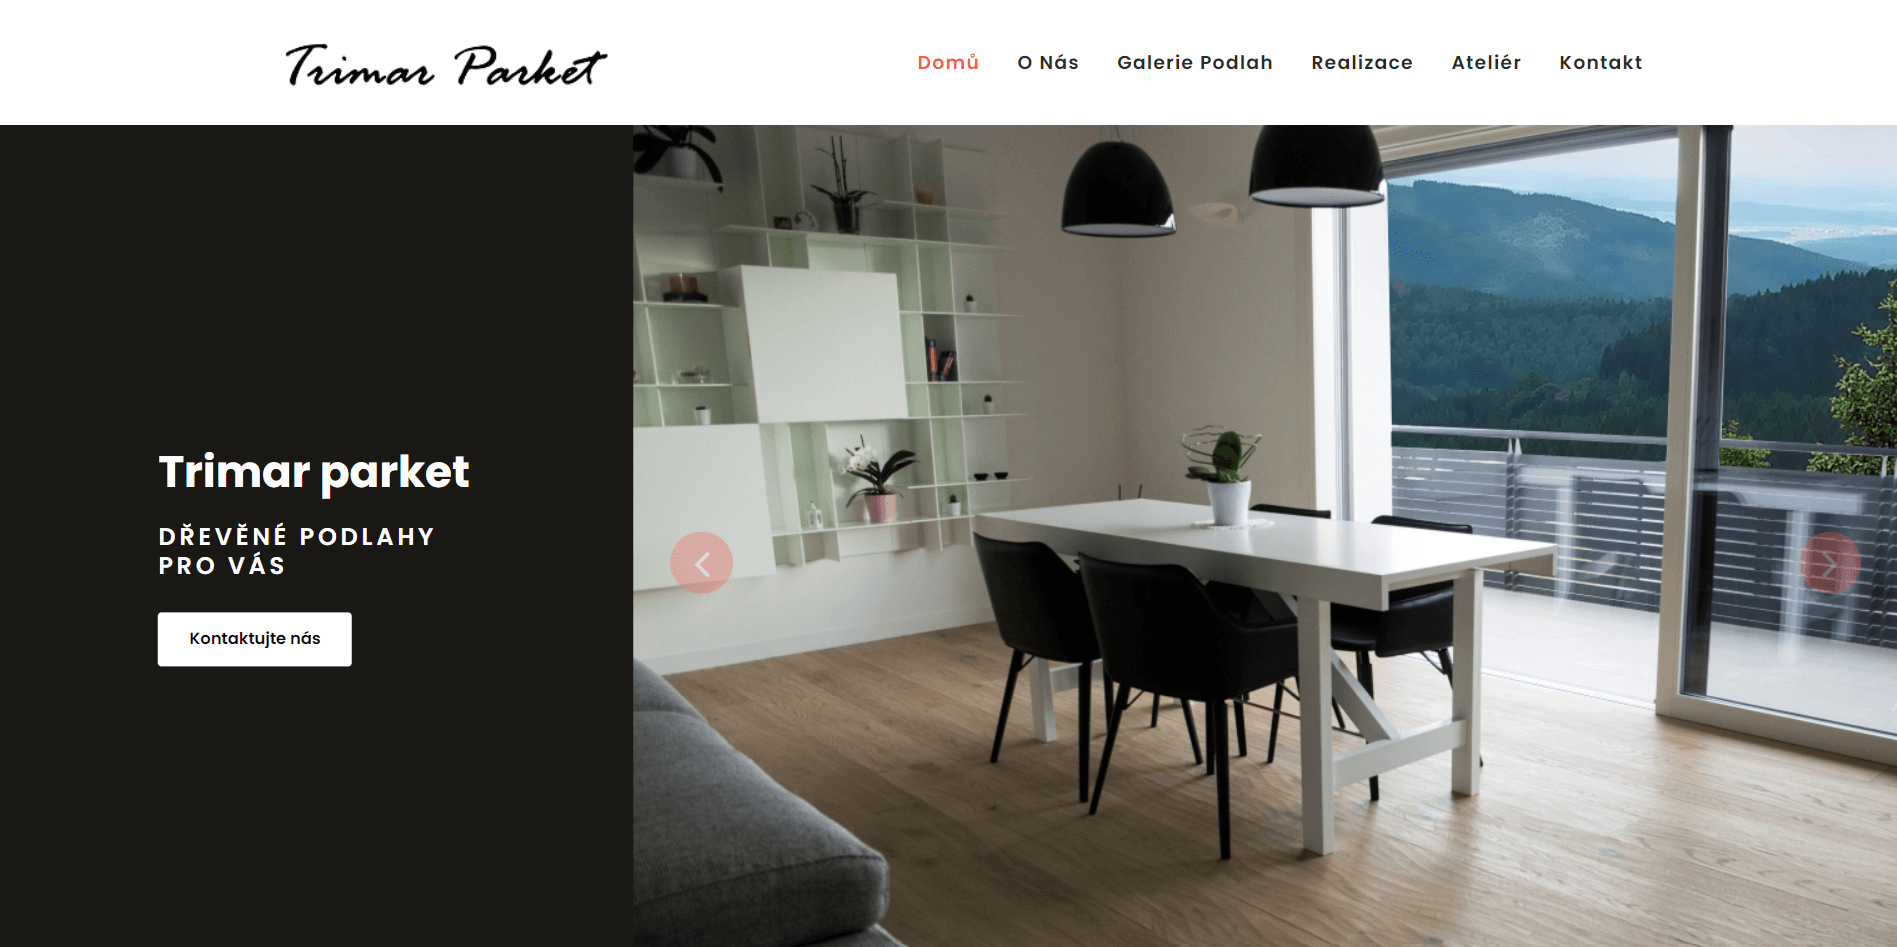 Trimar Parket
Domů
O Nás
Galerie Podlah
Realizace
Ateliér
Kontakt
Trimar parket
DŘEVĚNÉ PODLAHY
PRO VÁS
Kontaktujte nás